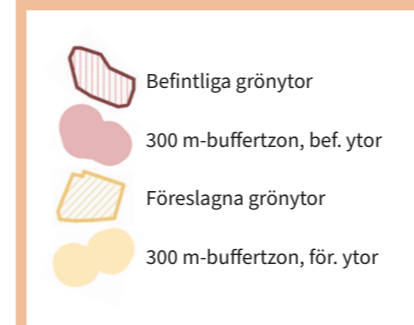 Befintliga grönytor
300 m-buffertzon, bef. ytor
Föreslagna grönytor
300 m-buffertzon, för. ytor